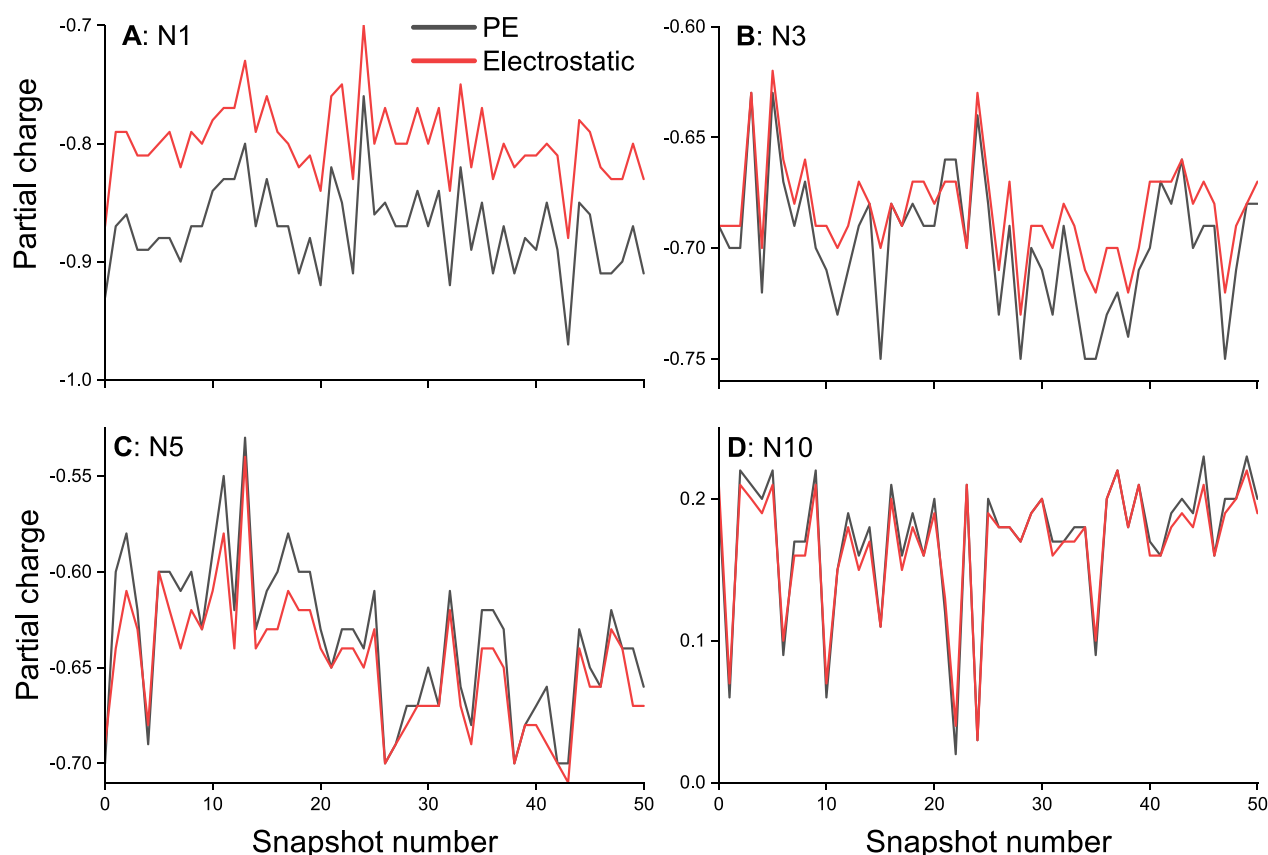 A: N1
PE
Electrostatic
Partial charge
-0.7
-0.8
-0.9
-1.0
B: N3
-0.60
-0.65
-0.70
-0.75
C: N5
Partial charge
-0.55
-0.60
-0.65
-0.70
0 10 20 30 40 50
Snapshot number
D: N10
0.2
0.1
0.0
0 10 20 30 40 50
Snapshot number